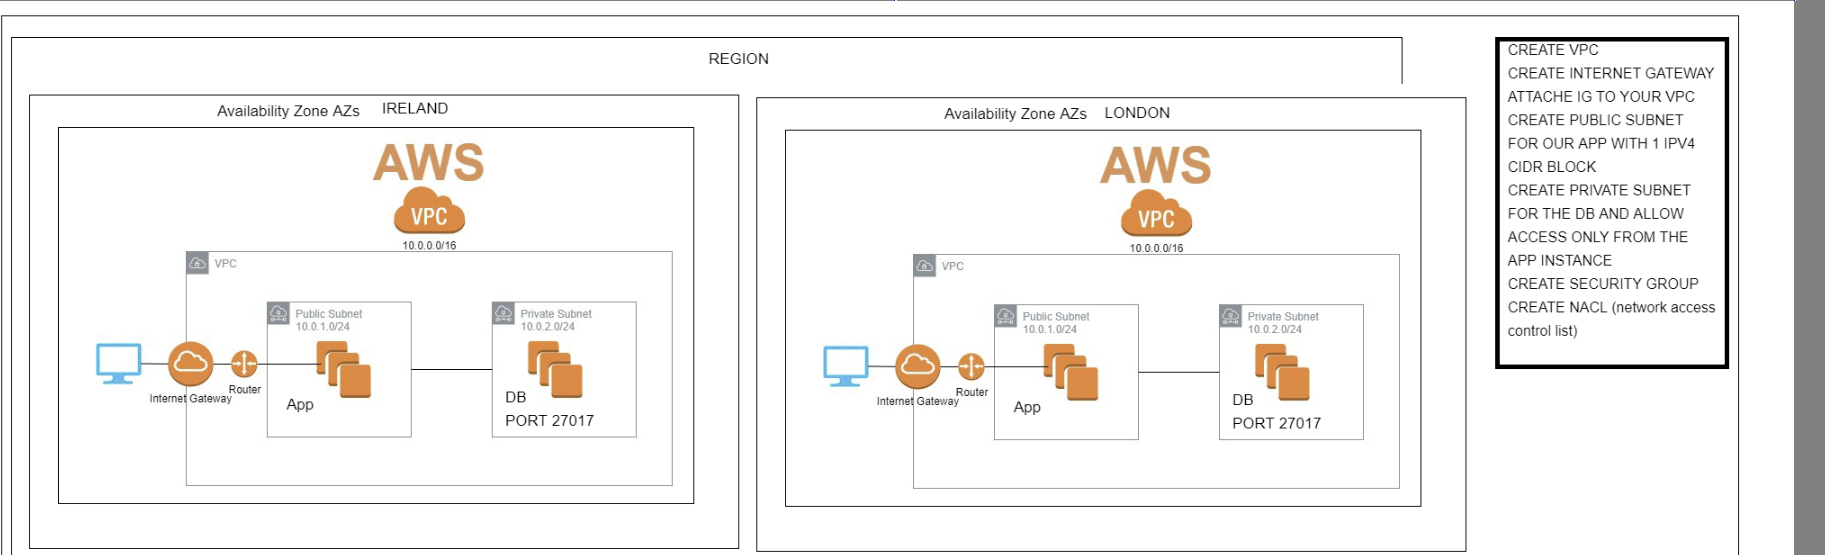 REGION
Availability Zone AZs IRELAND
AWS
VPC
10.0.0.0/16
VPC
Public Subnet
10.0.1.0/24
Private Subnet
10.0.2.0/24
Internet Gateway
Router
App
DB
PORT 27017
Availability Zone AZs LONDON
AWS
VPC
10.0.0.0/16
VPC
Public Subnet
10.0.1.0/24
Private Subnet
10.0.2.0/24
Internet Gateway
Router
App
DB
PORT 27017
CREATE VPC
CREATE INTERNET GATEWAY
ATTACHE IG TO YOUR VPC
CREATE PUBLIC SUBNET
FOR OUR APP WITH 1 IPV4
CIDR BLOCK
CREATE PRIVATE SUBNET
FOR THE DB AND ALLOW
ACCESS ONLY FROM THE
APP INSTANCE
CREATE SECURITY GROUP
CREATE NACL (network access
control list)